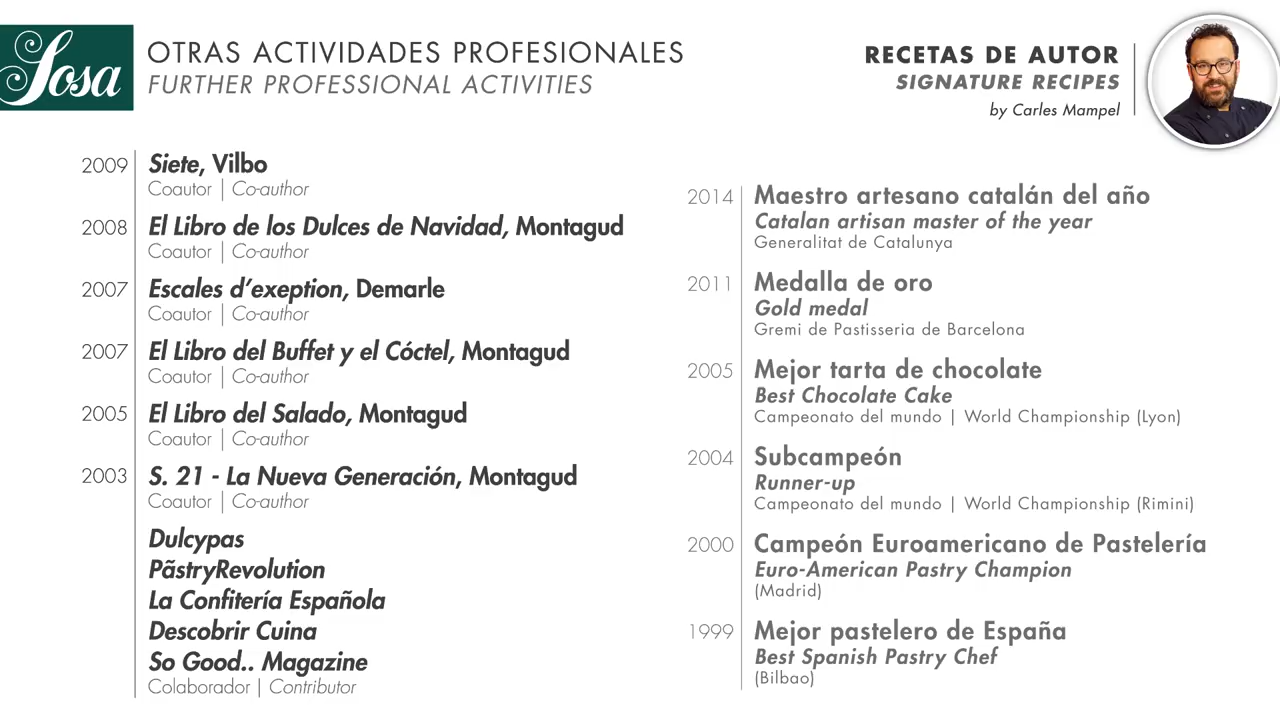 Sosa
OTRAS ACTIVIDADES PROFESIONALES
FURTHER PROFESSIONAL ACTIVITIES
RECETAS DE AUTOR
SIGNATURE RECIPES
by Carles Mampel
2009
Siete, Vilbo
Coautor | Co-author
2008
El Libro de los Dulces de Navidad, Montagud
Coautor | Co-author
2007
Escales d'exeption, Demarle
Coautor | Co-author
2007
El Libro del Buffet y el Cóctel, Montagud
Coautor | Co-author
2005
El Libro del Salado, Montagud
Coautor | Co-author
2003
S. 21 - La Nueva Generación, Montagud
Coautor | Co-author
Dulcypas
PãstryRevolution
La Confitería Española
Descobrir Cuina
So Good.. Magazine
Colaborador | Contributor
2014
Maestro artesano catalán del año
Catalan artisan master of the year
Generalitat de Catalunya
2011
Medalla de oro
Gold medal
Gremi de Pastisseria de Barcelona
2005
Mejor tarta de chocolate
Best Chocolate Cake
Campeonato del mundo | World Championship (Lyon)
2004
Subcampeón
Runner-up
Campeonato del mundo | World Championship (Rimini)
2000
Campeón Euroamericano de Pastelería
Euro-American Pastry Champion
(Madrid)
1999
Mejor pastelero de España
Best Spanish Pastry Chef
(Bilbao)